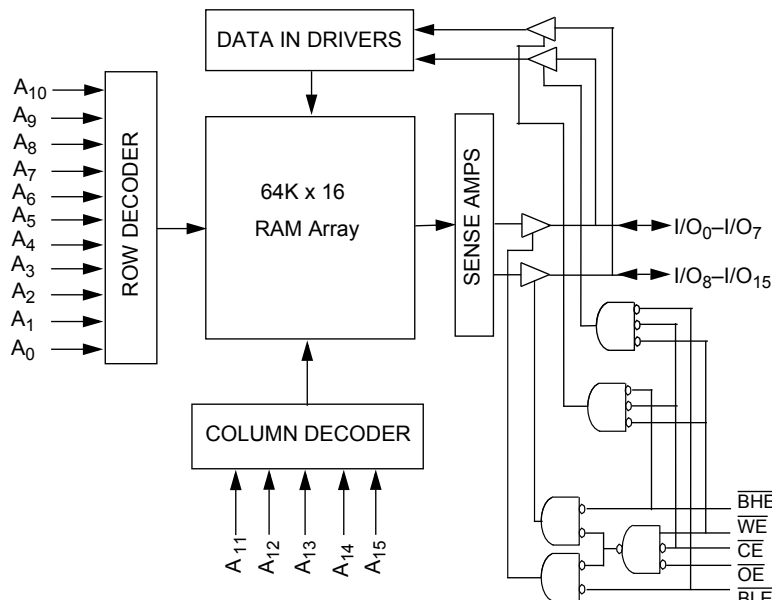 DATA IN DRIVERS
A10
A9
A8
A7
A6
A5
A4
A3
A2
A1
A0
ROW DECODER
64K x 16
RAM Array
SENSE AMPS
I/O0–I/O7
I/O8–I/O15
COLUMN DECODER
A11
A12
A13
A14
A15
BHE
WE
CE
OE
BLE